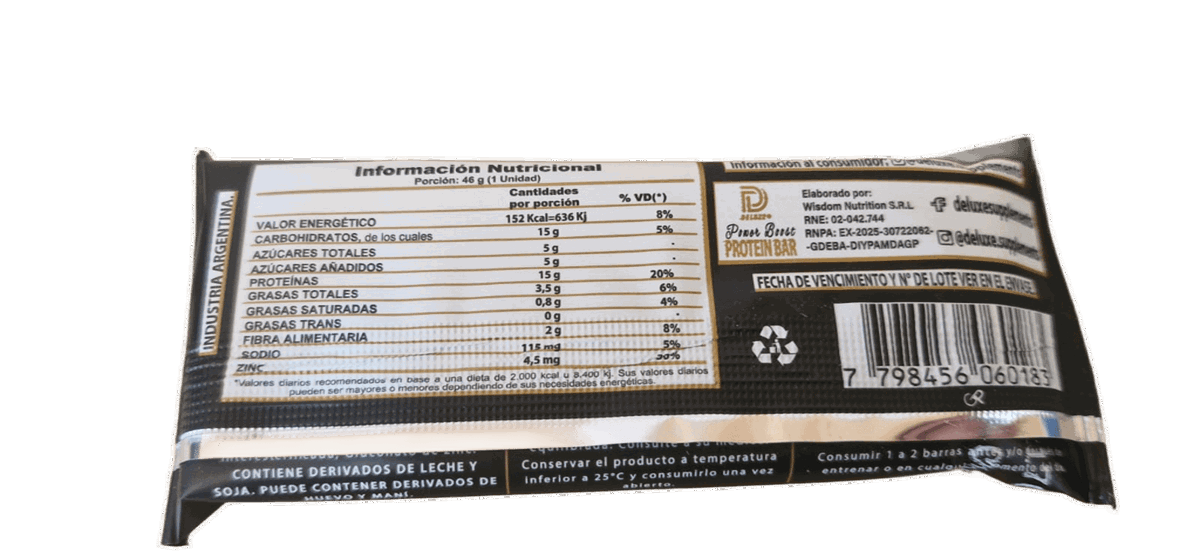 INDUSTRIA ARGENTINA.
Información Nutricional
Porción: 46 g (1 Unidad)
Cantidades por porción % VD(*)
VALOR ENERGÉTICO 152 Kcal=636 Kj 8%
CARBOHIDRATOS, de los cuales 15 g 5%
AZÚCARES TOTALES 5 g -
AZÚCARES AÑADIDOS 5 g -
PROTEÍNAS 15 g 20%
GRASAS TOTALES 3,5 g 6%
GRASAS SATURADAS 0,8 g 4%
GRASAS TRANS 0 g -
FIBRA ALIMENTARIA 2 g 8%
SODIO 115 mg 5%
ZINC 4,5 mg
*Valores diarios recomendados en base a una dieta de 2.000 kcal u 8.400 kj. Sus valores diarios
pueden ser mayores o menores dependiendo de sus necesidades energéticas.
Información al consumidor:
DELUXE
Power Boost
PROTEIN BAR
Elaborado por:
Wisdom Nutrition S.R.L
RNE: 02-042.744
RNPA: EX-2025-30722082-
-GDEBA-DIYPAMDAGP
deluxesupplements
@deluxe.supplements
FECHA DE VENCIMIENTO Y N° DE LOTE VER EN EL ENVASE
7 798456 060183
CONTIENE DERIVADOS DE LECHE Y
SOJA. PUEDE CONTENER DERIVADOS DE
HUEVO Y MANÍ.
equilibrada. Consulte a su
Conservar el producto a temperatura
inferior a 25°C y consumirlo una vez
abierto.
Consumir 1 a 2 barras antes y/o
entrenar o en